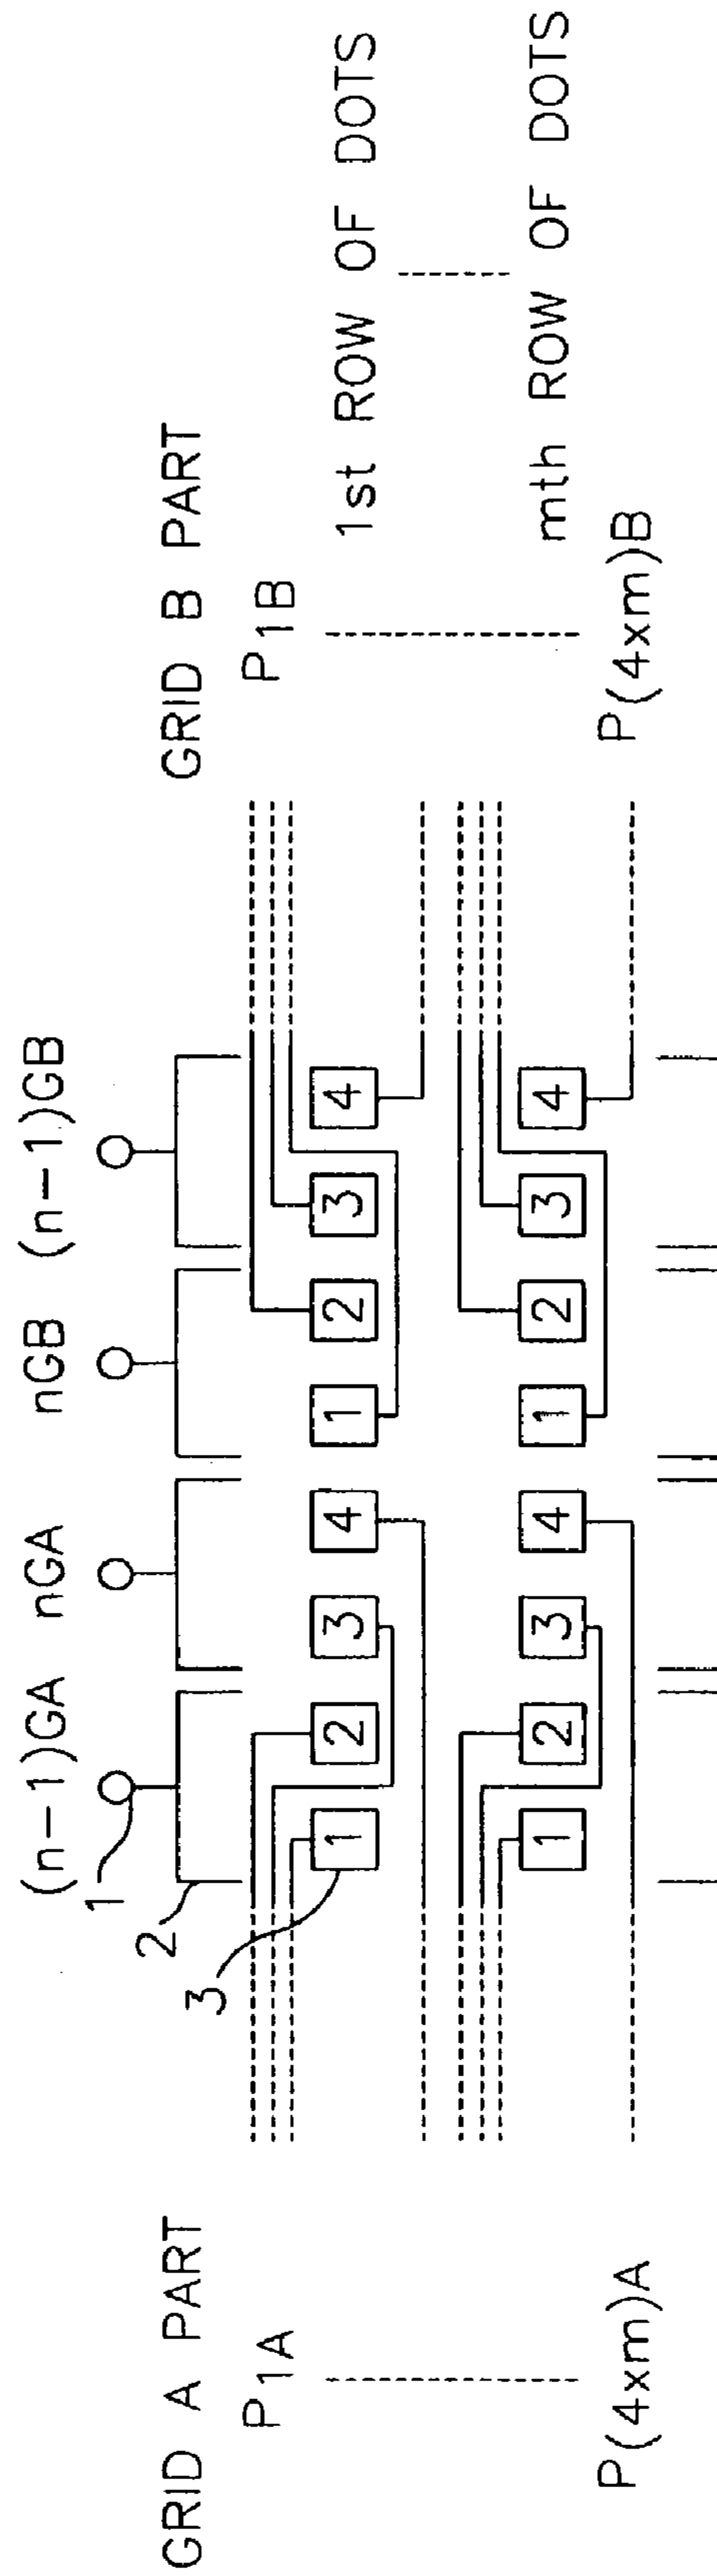 (n-1)GA nGA nGB (n-1)GB
1
2
3
GRID A PART
GRID B PART
P1A
P1B
1 2 3 4 1 2 3 4
1st ROW OF DOTS
1 2 3 4 1 2 3 4
mth ROW OF DOTS
P(4xm)A
P(4xm)B